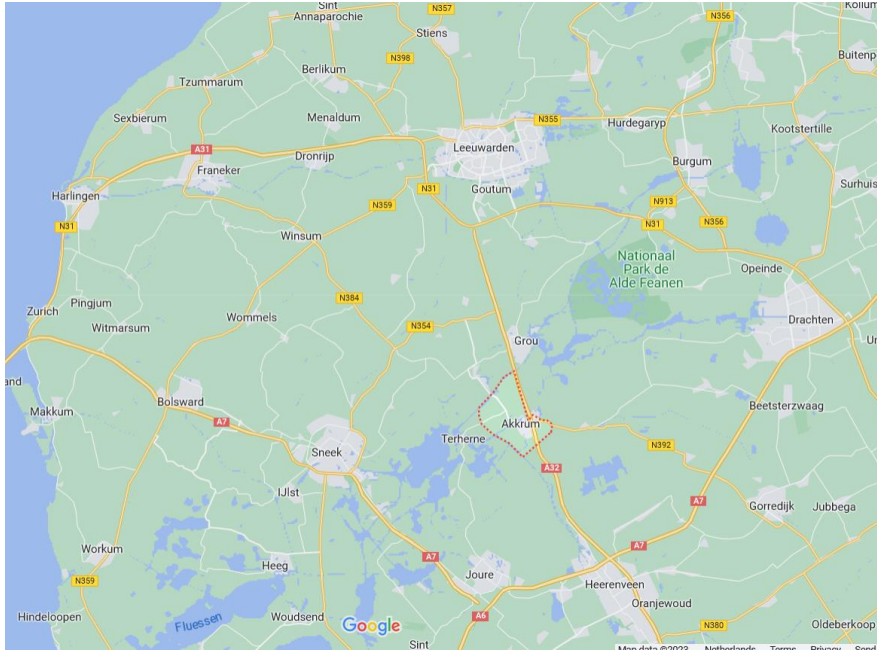 Sint
Annaparochie
N357
Stiens
N356
Kollum
N398
Berlikum
Buitenp
Tzummarum
Sexbierum
Menaldum
N355
Hurdegaryp
Kootstertille
A31
Dronrijp
Leeuwarden
Franeker
Burgum
Harlingen
N31
Goutum
Surhuis
N359
N913
N31
N31
N356
Winsum
Nationaal
Park de
Alde Feanen
Opeinde
Pingjum
N384
Zurich
Wommels
Witmarsum
N354
Drachten
Grou
Ur
and
Bolsward
Makkum
A7
Akkrum
Beetsterzwaag
Terherne
N392
Sneek
A32
IJlst
A7
Gorredijk
Jubbega
Workum
A7
A7
Heeg
Joure
N359
Heerenveen
Oranjewoud
Hindeloopen
Fluessen
Woudsend
Google
A6
N380
Oldeberkoop
Sint
Map data ©2023 Netherlands Terms Privacy Send